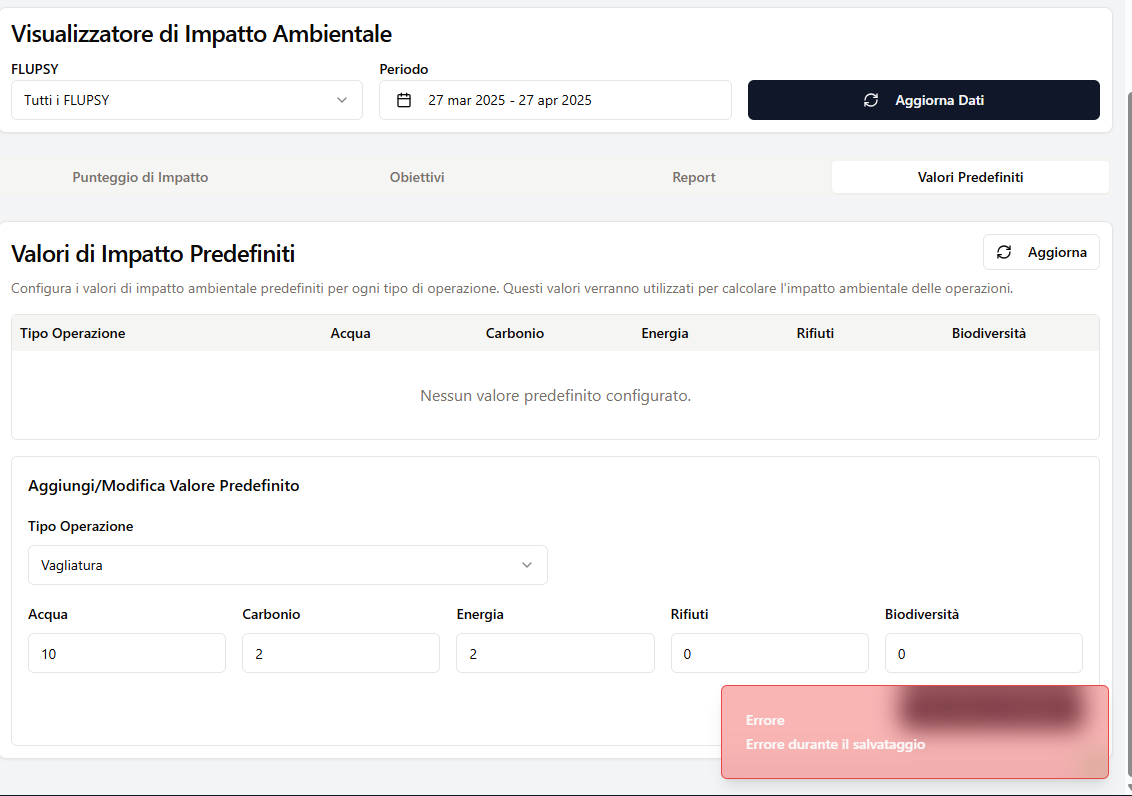 Visualizzatore di Impatto Ambientale
FLUPSY
Periodo
Tutti i FLUPSY
27 mar 2025 - 27 apr 2025
Aggiorna Dati
Punteggio di Impatto
Obiettivi
Report
Valori Predefiniti
Valori di Impatto Predefiniti
Aggiorna
Configura i valori di impatto ambientale predefiniti per ogni tipo di operazione. Questi valori verranno utilizzati per calcolare l'impatto ambientale delle operazioni.
Tipo Operazione
Acqua
Carbonio
Energia
Rifiuti
Biodiversità
Nessun valore predefinito configurato.
Aggiungi/Modifica Valore Predefinito
Tipo Operazione
Vagliatura
Acqua
Carbonio
Energia
Rifiuti
Biodiversità
10
2
2
0
0
Errore
Errore durante il salvataggio